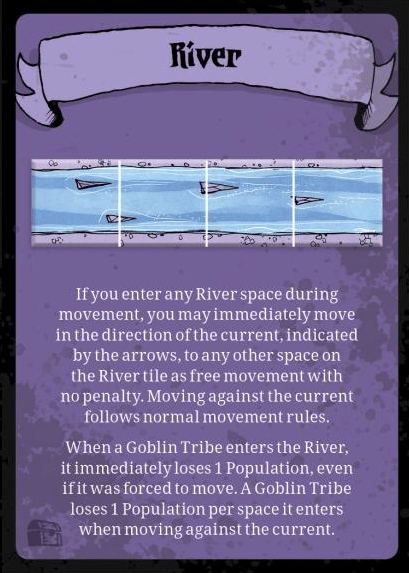 River
If you enter any River space during
movement, you may immediately move
in the direction of the current, indicated
by the arrows, to any other space on
the River tile as free movement with
no penalty. Moving against the current
follows normal movement rules.
When a Goblin Tribe enters the River,
it immediately loses 1 Population, even
if it was forced to move. A Goblin Tribe
loses 1 Population per space it enters
when moving against the current.